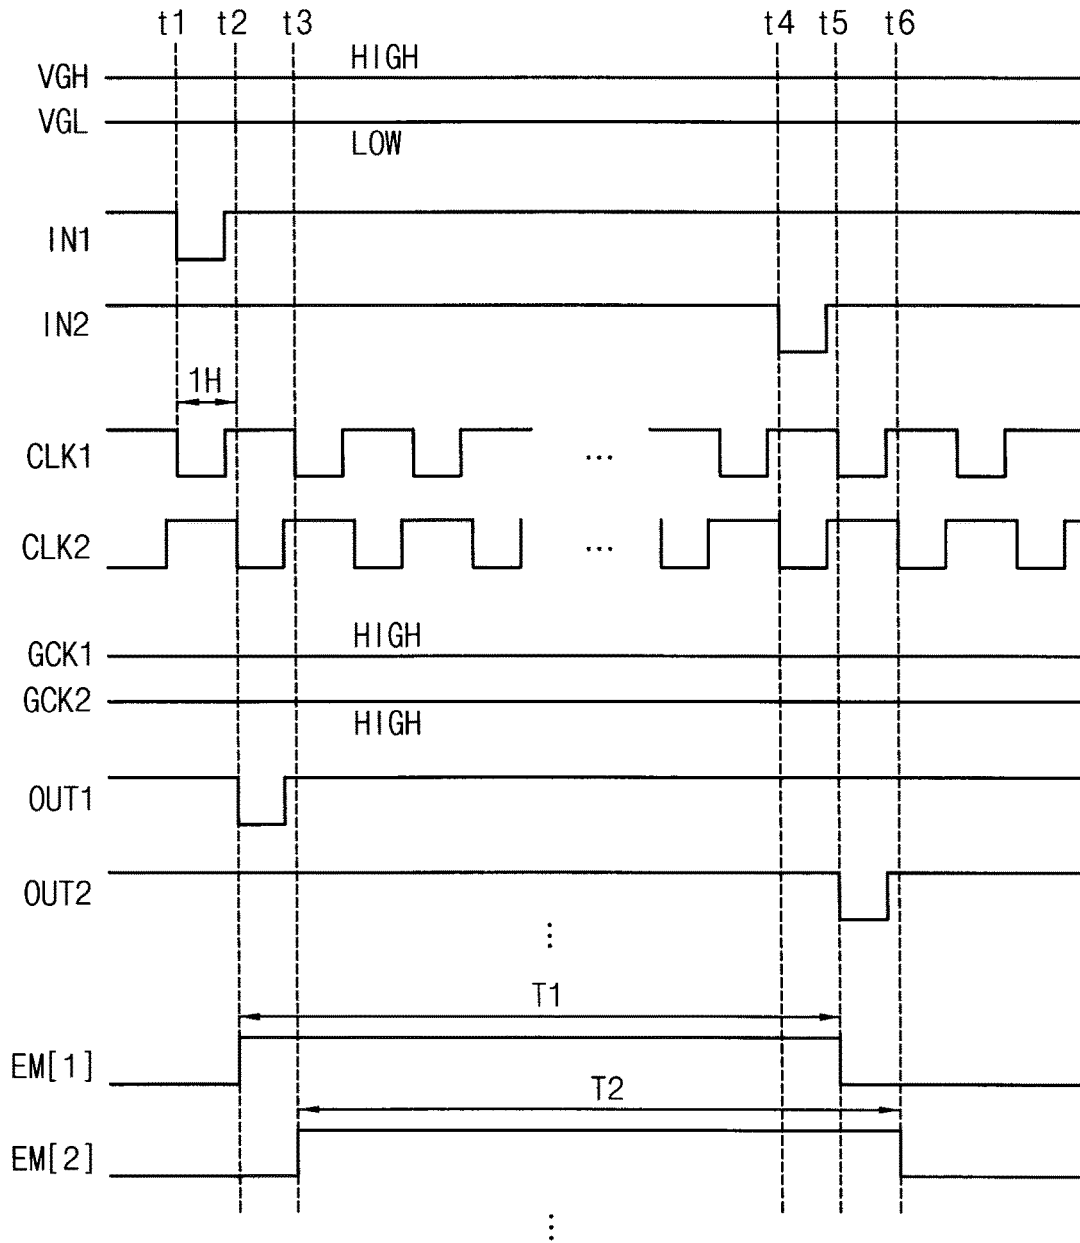 t1 t2 t3 t4 t5 t6
VGH HIGH
VGL LOW
IN1
IN2
1H
CLK1 ...
CLK2 ...
GCK1 HIGH
GCK2 HIGH
OUT1
OUT2
⋮
T1
EM[1]
T2
EM[2]
⋮